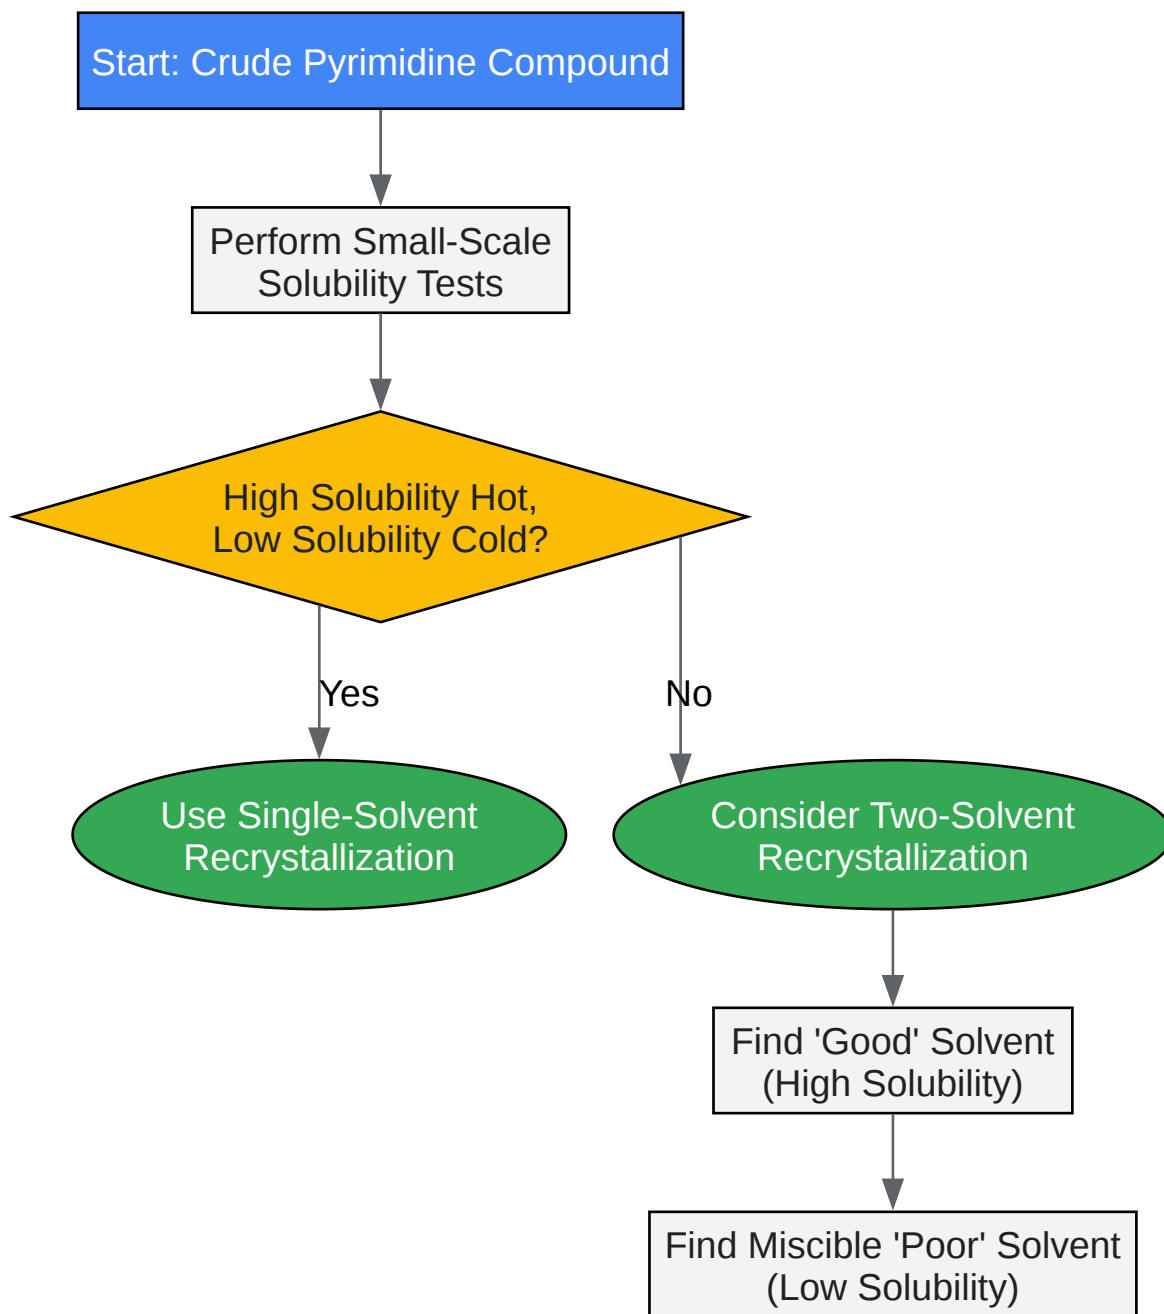 Start: Crude Pyrimidine Compound
Perform Small-Scale
Solubility Tests
High Solubility Hot,
Low Solubility Cold?
Yes
No
Use Single-Solvent
Recrystallization
Consider Two-Solvent
Recrystallization
Find 'Good' Solvent
(High Solubility)
Find Miscible 'Poor' Solvent
(Low Solubility)